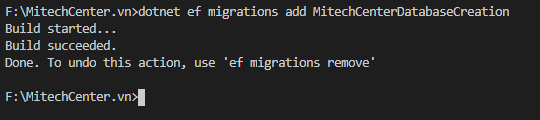 F:\MitechCenter.vn>dotnet ef migrations add MitechCenterDatabaseCreation
Build started...
Build succeeded.
Done. To undo this action, use 'ef migrations remove'
F:\MitechCenter.vn>